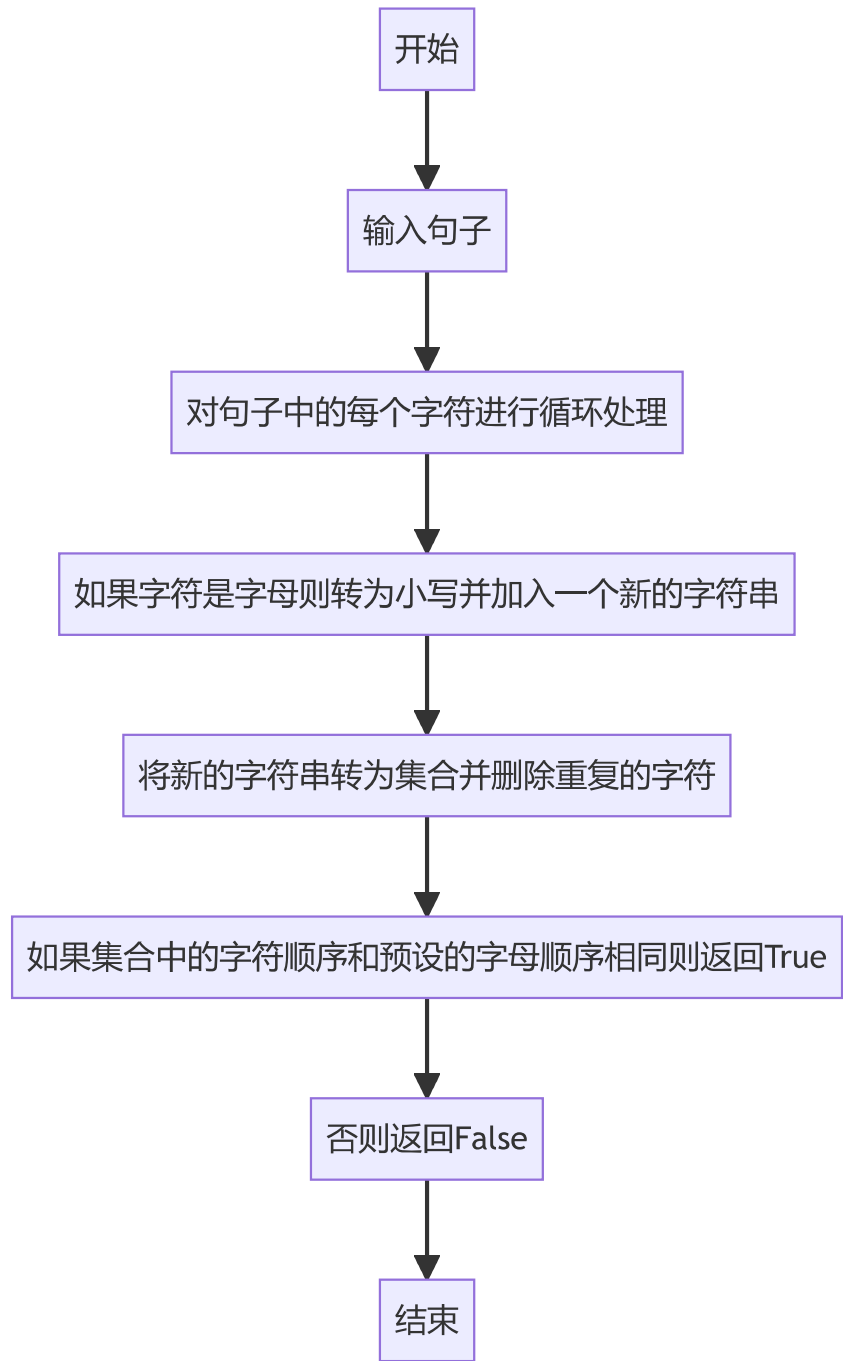 开始
输入句子
对句子中的每个字符进行循环处理
如果字符是字母则转为小写并加入一个新的字符串
将新的字符串转为集合并删除重复的字符
如果集合中的字符顺序和预设的字母顺序相同则返回True
否则返回False
结束